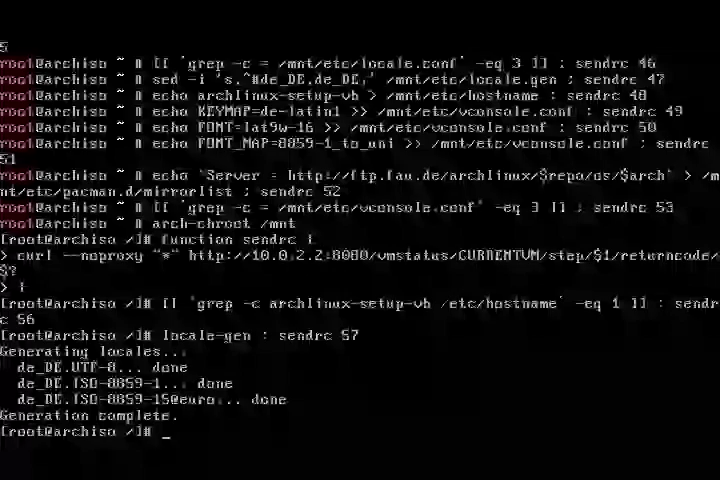 5
root@archiso ~ # [[ `grep -c = /mnt/etc/locale.conf` -eq 3 ]] ; sendrc 46
root@archiso ~ # sed -i 's,^#de_DE,de_DE,' /mnt/etc/locale.gen ; sendrc 47
root@archiso ~ # echo archlinux-setup-vb > /mnt/etc/hostname ; sendrc 48
root@archiso ~ # echo KEYMAP=de-latin1 >> /mnt/etc/vconsole.conf ; sendrc 49
root@archiso ~ # echo FONT=lat9w-16 >> /mnt/etc/vconsole.conf ; sendrc 50
root@archiso ~ # echo FONT_MAP=8859-1_to_uni >> /mnt/etc/vconsole.conf ; sendrc
51
root@archiso ~ # echo 'Server = http://ftp.fau.de/archlinux/$repo/os/$arch' > /m
nt/etc/pacman.d/mirrorlist ; sendrc 52
root@archiso ~ # [[ `grep -c = /mnt/etc/vconsole.conf` -eq 3 ]] ; sendrc 53
root@archiso ~ # arch-chroot /mnt
[root@archiso /]# function sendrc {
> curl --noproxy "*" http://10.0.2.2:8080/vmstatus/CURRENTVM/step/$1/returncode/
$?
> }
[root@archiso /]# [[ `grep -c archlinux-setup-vb /etc/hostname` -eq 1 ]] ; sendr
c 56
[root@archiso /]# locale-gen ; sendrc 57
Generating locales...
  de_DE.UTF-8... done
  de_DE.ISO-8859-1... done
  de_DE.ISO-8859-15@euro... done
Generation complete.
[root@archiso /]# _